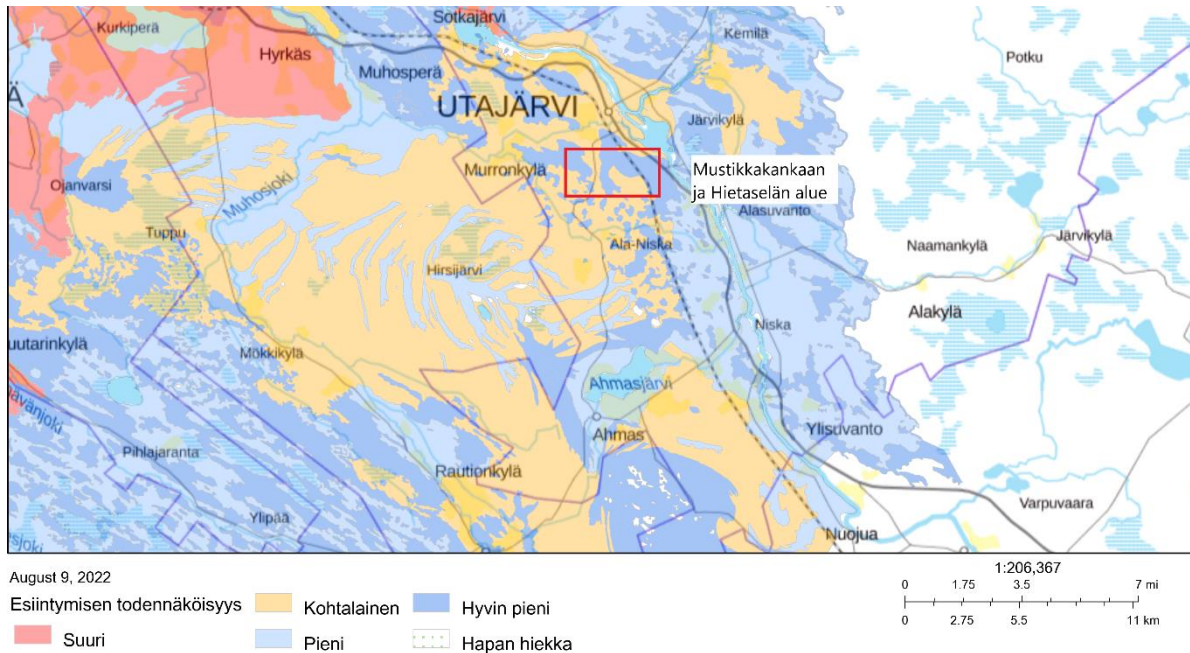 Kurkiperä
Sotkajärvi
Kemilä
Hyrkäs
Muhosperä
Potku
Ä
UTAJÄRVI
Järvikylä
Murronkylä
Mustikkakankaan
ja Hietaselän alue
Ojanvarsi
Muhosjoki
Alasuvanto
Tuppu
Ala-Niska
Naamankylä
Järvikylä
Hirsijärvi
Alakylä
uutarinkylä
Mökkikylä
Niska
Ahmasjärvi
ävänjoki
Ahmas
Ylisuvanto
Pihlajaranta
Rautionkylä
Varpuvaara
Ylipää
Nuojua
sjoki
August 9, 2022
Esiintymisen todennäköisyys
Kohtalainen
Hyvin pieni
Suuri
Pieni
Hapan hiekka
1:206,367
0 1.75 3.5 7 mi
0 2.75 5.5 11 km